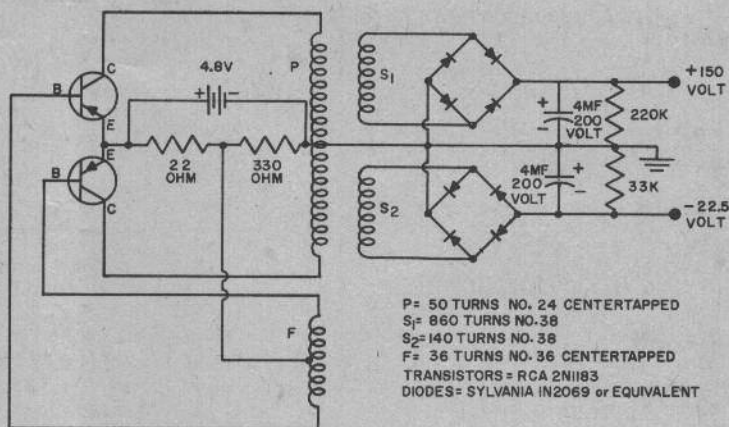 4.8V
+ -
P
C
B
E
E
B
C
22
OHM
330
OHM
S1
+
-
4MF
200
VOLT
220K
+150
VOLT
S2
4MF
200
VOLT
+
-
33K
-22.5
VOLT
F
P= 50 TURNS NO. 24 CENTERTAPPED
S1= 860 TURNS NO.38
S2=140 TURNS NO.38
F= 36 TURNS NO.36 CENTERTAPPED
TRANSISTORS = RCA 2N1183
DIODES= SYLVANIA IN2069 or EQUIVALENT